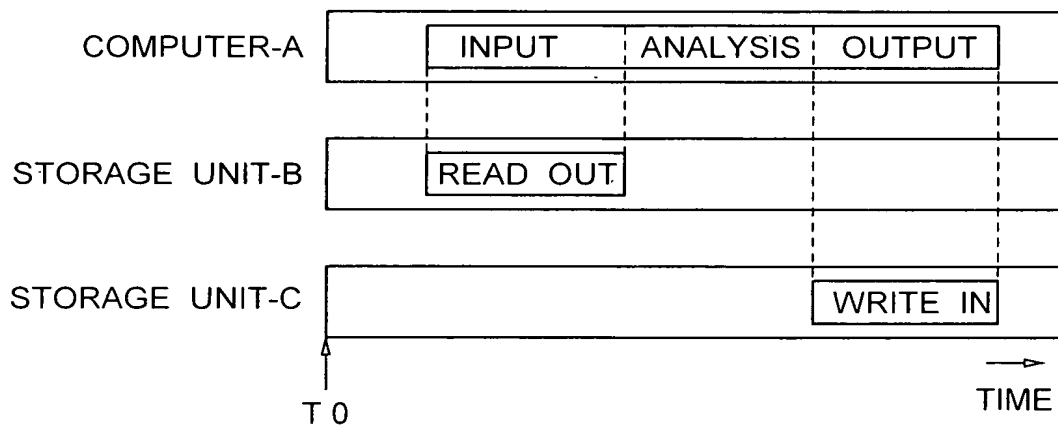 COMPUTER-A INPUT ANALYSIS OUTPUT
STORAGE UNIT-B READ OUT
STORAGE UNIT-C WRITE IN
T 0 TIME